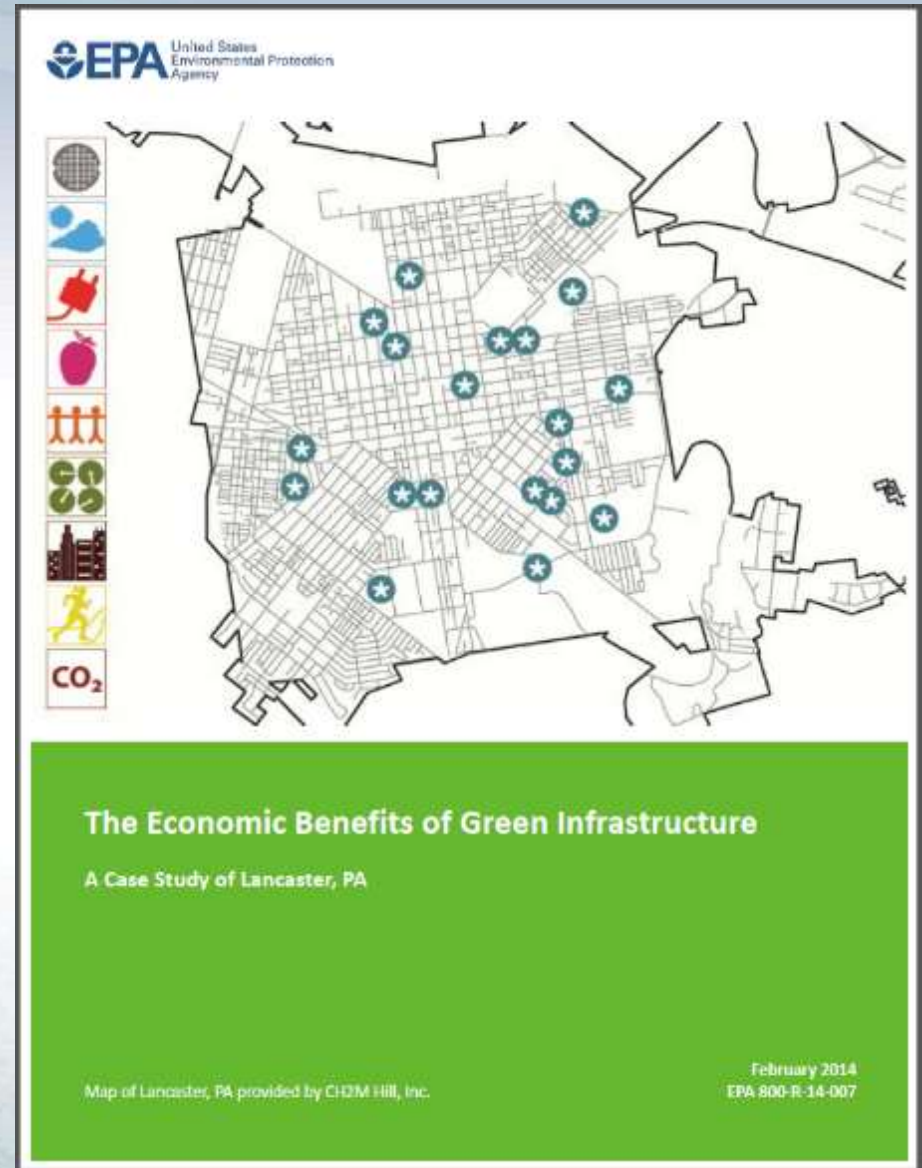 EPA
United States
Environmental Protection
Agency
CO₂
The Economic Benefits of Green Infrastructure
A Case Study of Lancaster, PA
Map of Lancaster, PA provided by CH2M Hill, Inc.
February 2014
EPA 800-R-14-007